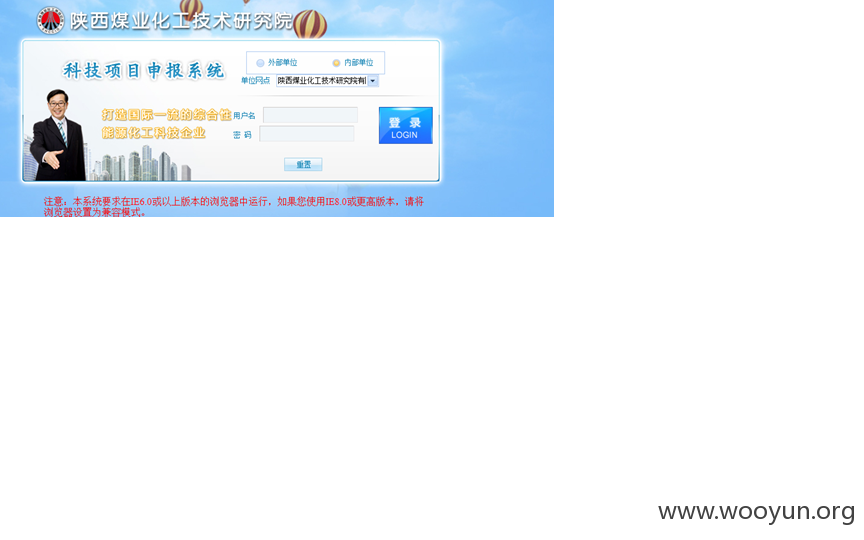 陕西煤业化工技术研究院
科技项目申报系统
外部单位 内部单位
单位网点 陕西煤业化工技术研究院有
打造国际一流的综合性
能源化工科技企业
用户名
密 码
登 录
LOGIN
重置
注意：本系统要求在IE6.0或以上版本的浏览器中运行，如果您使用IE8.0或更高版本，请将
浏览器设置为兼容模式。
www.wooyun.org